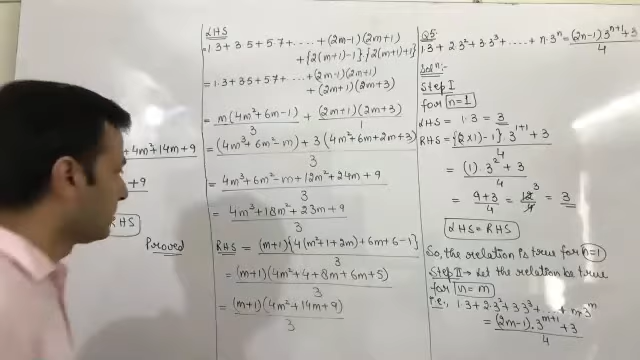 +4m²+14m+9
+9
RHS
Proved
LHS
=1·3+3·5+5·7+.....+(2m-1)(2m+1)
+{2(m+1)-1}{2(m+1)+1}
=1·3+3·5+5·7+....+(2m-1)(2m+1)
+(2m+1)(2m+3)
= m(4m²+6m-1)/3 + (2m+1)(2m+3)/1
= (4m³+6m²-m)+3(4m²+6m+2m+3)/3
= 4m³+6m²-m+12m²+24m+9/3
= 4m³+18m²+23m+9/3
RHS = (m+1){4(m²+1+2m)+6m+6-1}/3
= (m+1)(4m²+4+8m+6m+5)/3
= (m+1)(4m²+14m+9)/3
Q5.
1·3+2·3²+3·3³+.....+n·3ⁿ=(2n-1)3ⁿ⁺¹+3/4
Solⁿ:-
Step I
for n=1
LHS = 1·3 = 3
RHS={(2×1)-1}·3¹⁺¹+3/4
= (1)·3²+3/4
= 9+3/4 = 12/4 3 = 3
LHS = RHS
So, the relation is true for n=1
Step II → Let the relation be true
for n=m
i.e., 1·3+2·3²+3·3³+...+m·3ᵐ
= (2m-1)·3ᵐ⁺¹+3/4